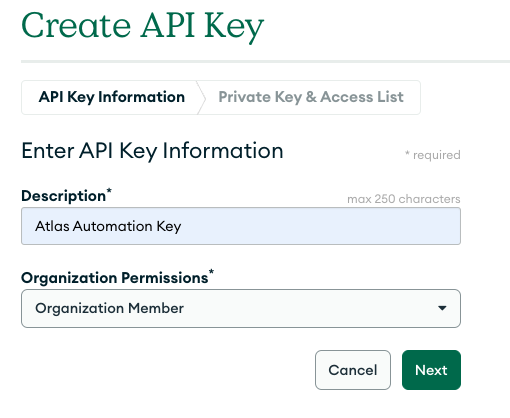 Create API Key
API Key Information Private Key & Access List
Enter API Key Information * required
Description* max 250 characters
Atlas Automation Key
Organization Permissions*
Organization Member
Cancel Next